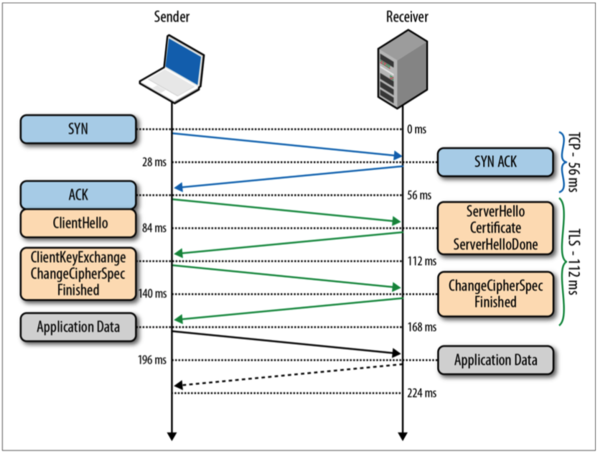 Sender
Receiver
SYN
0 ms
28 ms
SYN ACK
TCP - 56 ms
ACK
56 ms
ClientHello
84 ms
ServerHello
Certificate
ServerHelloDone
TLS - 112 ms
ClientKeyExchange
ChangeCipherSpec
Finished
112 ms
140 ms
ChangeCipherSpec
Finished
Application Data
168 ms
196 ms
Application Data
224 ms